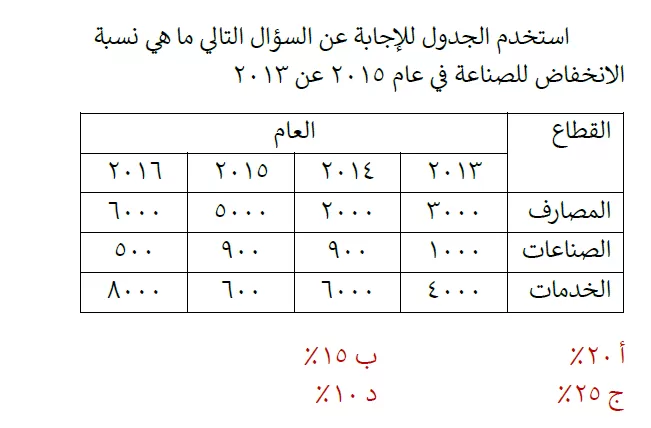 استخدم الجدول للإجابة عن السؤال التالي ما هي نسبة
الانخفاض للصناعة في عام ٢٠١٥ عن ٢٠١٣
القطاع العام
٢٠١٣ ٢٠١٤ ٢٠١٥ ٢٠١٦
المصارف ٣٠٠٠ ٢٠٠٠ ٥٠٠٠ ٦٠٠٠
الصناعات ١٠٠٠ ٩٠٠ ٩٠٠ ٥٠٠
الخدمات ٤٠٠٠ ٦٠٠٠ ٦٠٠ ٨٠٠٠
أ ٢٠٪ ب ١٥٪
ج ٢٥٪ د ١٠٪